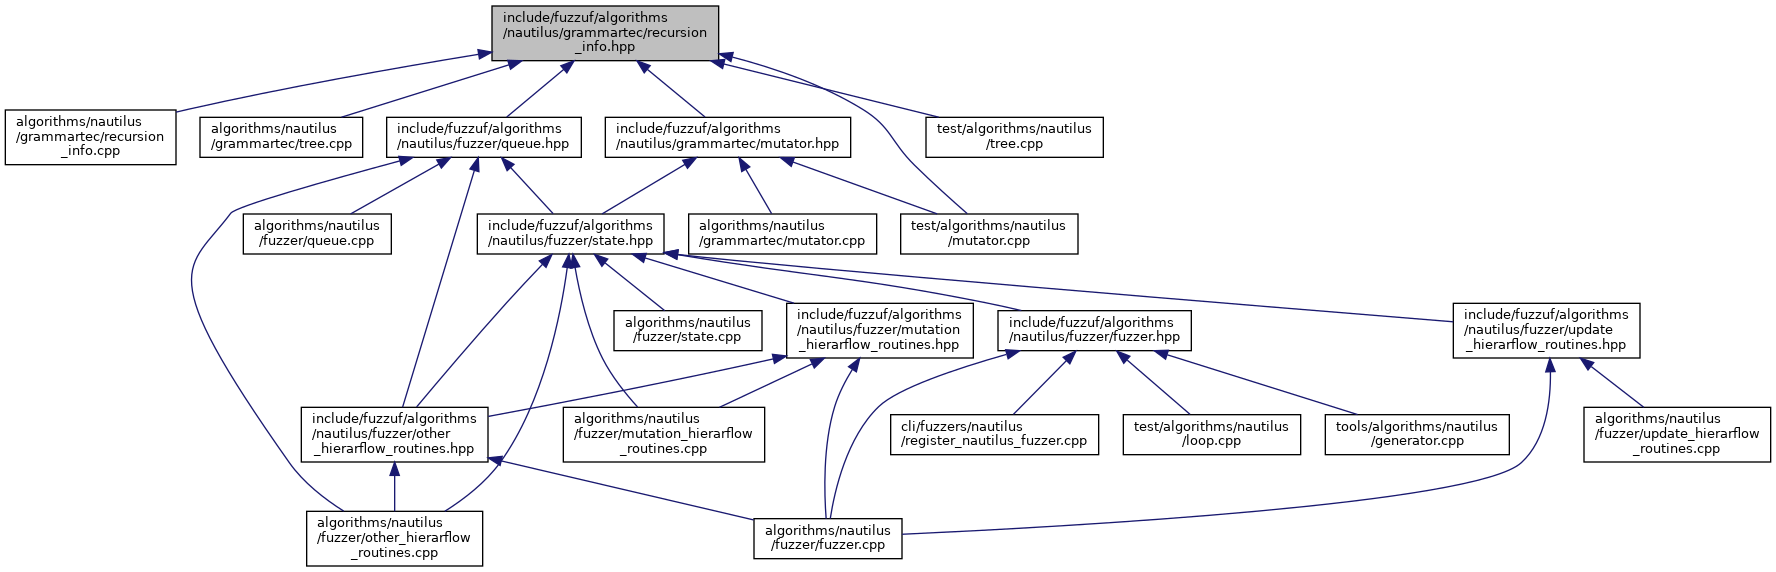 include/fuzzuf/algorithms
/nautilus/grammartec/recursion
_info.hpp
algorithms/nautilus
/grammartec/recursion
_info.cpp
algorithms/nautilus
/grammartec/tree.cpp
include/fuzzuf/algorithms
/nautilus/fuzzer/queue.hpp
include/fuzzuf/algorithms
/nautilus/grammartec/mutator.hpp
test/algorithms/nautilus
/tree.cpp
algorithms/nautilus
/fuzzer/queue.cpp
include/fuzzuf/algorithms
/nautilus/fuzzer/state.hpp
algorithms/nautilus
/grammartec/mutator.cpp
test/algorithms/nautilus
/mutator.cpp
algorithms/nautilus
/fuzzer/state.cpp
include/fuzzuf/algorithms
/nautilus/fuzzer/mutation
_hierarflow_routines.hpp
include/fuzzuf/algorithms
/nautilus/fuzzer/fuzzer.hpp
include/fuzzuf/algorithms
/nautilus/fuzzer/update
_hierarflow_routines.hpp
include/fuzzuf/algorithms
/nautilus/fuzzer/other
_hierarflow_routines.hpp
algorithms/nautilus
/fuzzer/mutation_hierarflow
_routines.cpp
cli/fuzzers/nautilus
/register_nautilus_fuzzer.cpp
test/algorithms/nautilus
/loop.cpp
tools/algorithms/nautilus
/generator.cpp
algorithms/nautilus
/fuzzer/update_hierarflow
_routines.cpp
algorithms/nautilus
/fuzzer/other_hierarflow
_routines.cpp
algorithms/nautilus
/fuzzer/fuzzer.cpp